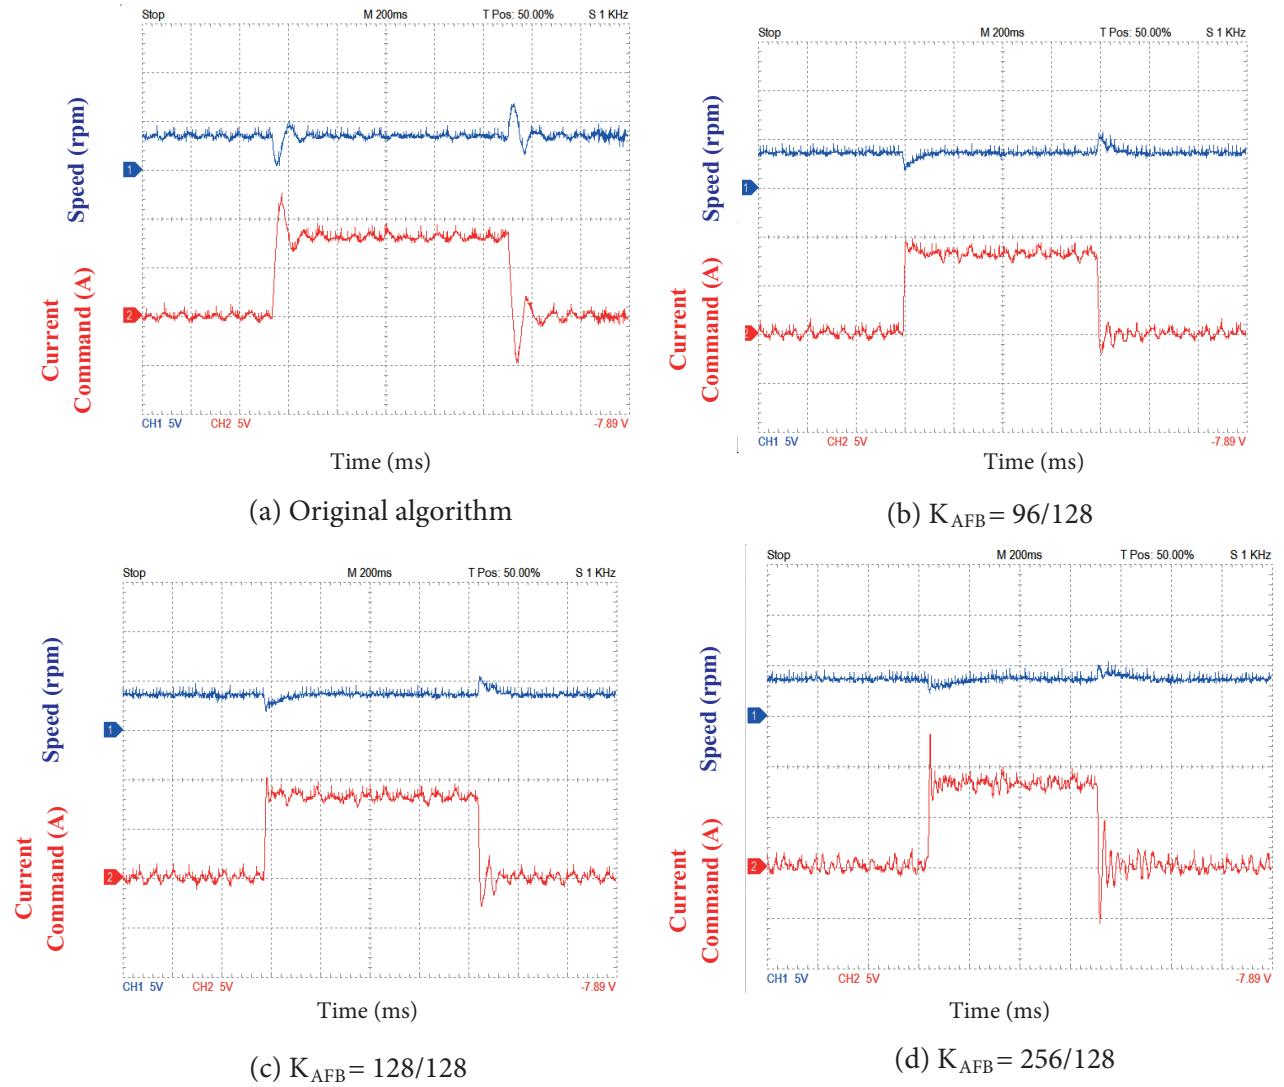 Stop M 200ms T Pos: 50.00% S 1 KHz
Speed (rpm)
1
Current
Command (A)
2
CH1 5V CH2 5V -7.89 V
Time (ms)
(a) Original algorithm
Stop M 200ms T Pos: 50.00% S 1 KHz
Speed (rpm)
1
Current
Command (A)
2
CH1 5V CH2 5V -7.89 V
Time (ms)
(b) K_AFB = 96/128
Stop M 200ms T Pos: 50.00% S 1 KHz
Speed (rpm)
1
Current
Command (A)
2
CH1 5V CH2 5V -7.89 V
Time (ms)
(c) K_AFB = 128/128
Stop M 200ms T Pos: 50.00% S 1 KHz
Speed (rpm)
1
Current
Command (A)
2
CH1 5V CH2 5V -7.89 V
Time (ms)
(d) K_AFB = 256/128